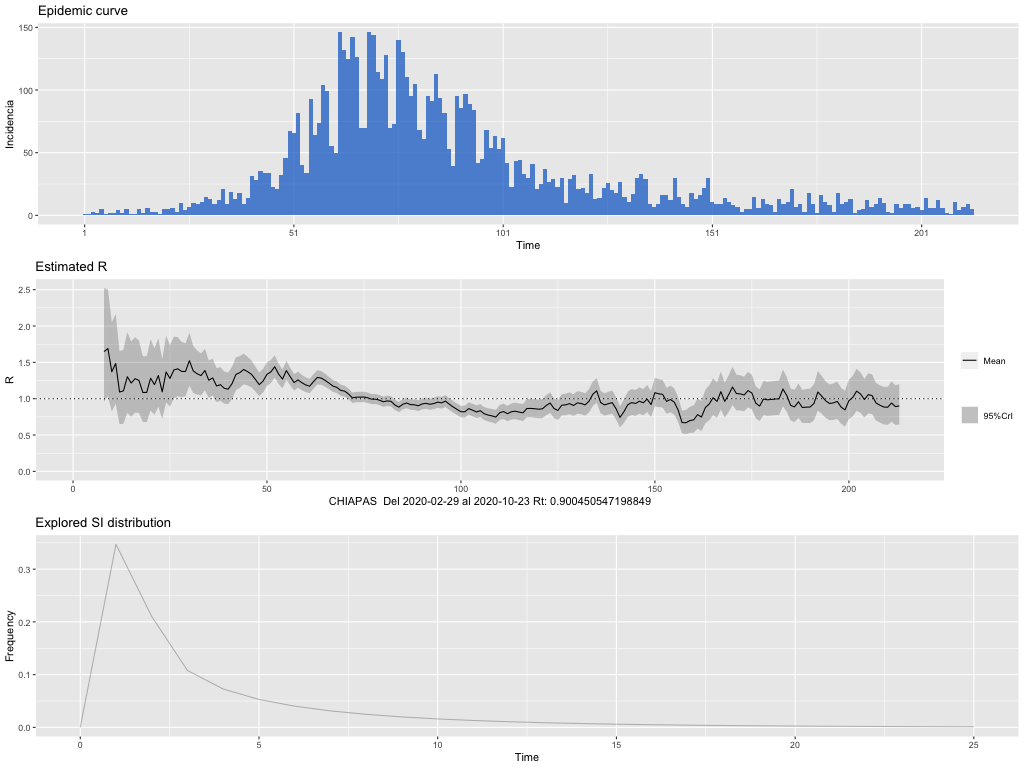 Epidemic curve
150
100
50
0
Incidencia
1 51 101 151 201
Time
Estimated R
2.5
2.0
1.5
1.0
0.5
0.0
R
Mean
95%CrI
0 50 100 150 200
CHIAPAS Del 2020-02-29 al 2020-10-23 Rt: 0.900450547198849
Explored SI distribution
0.3
0.2
0.1
0.0
Frequency
0 5 10 15 20 25
Time